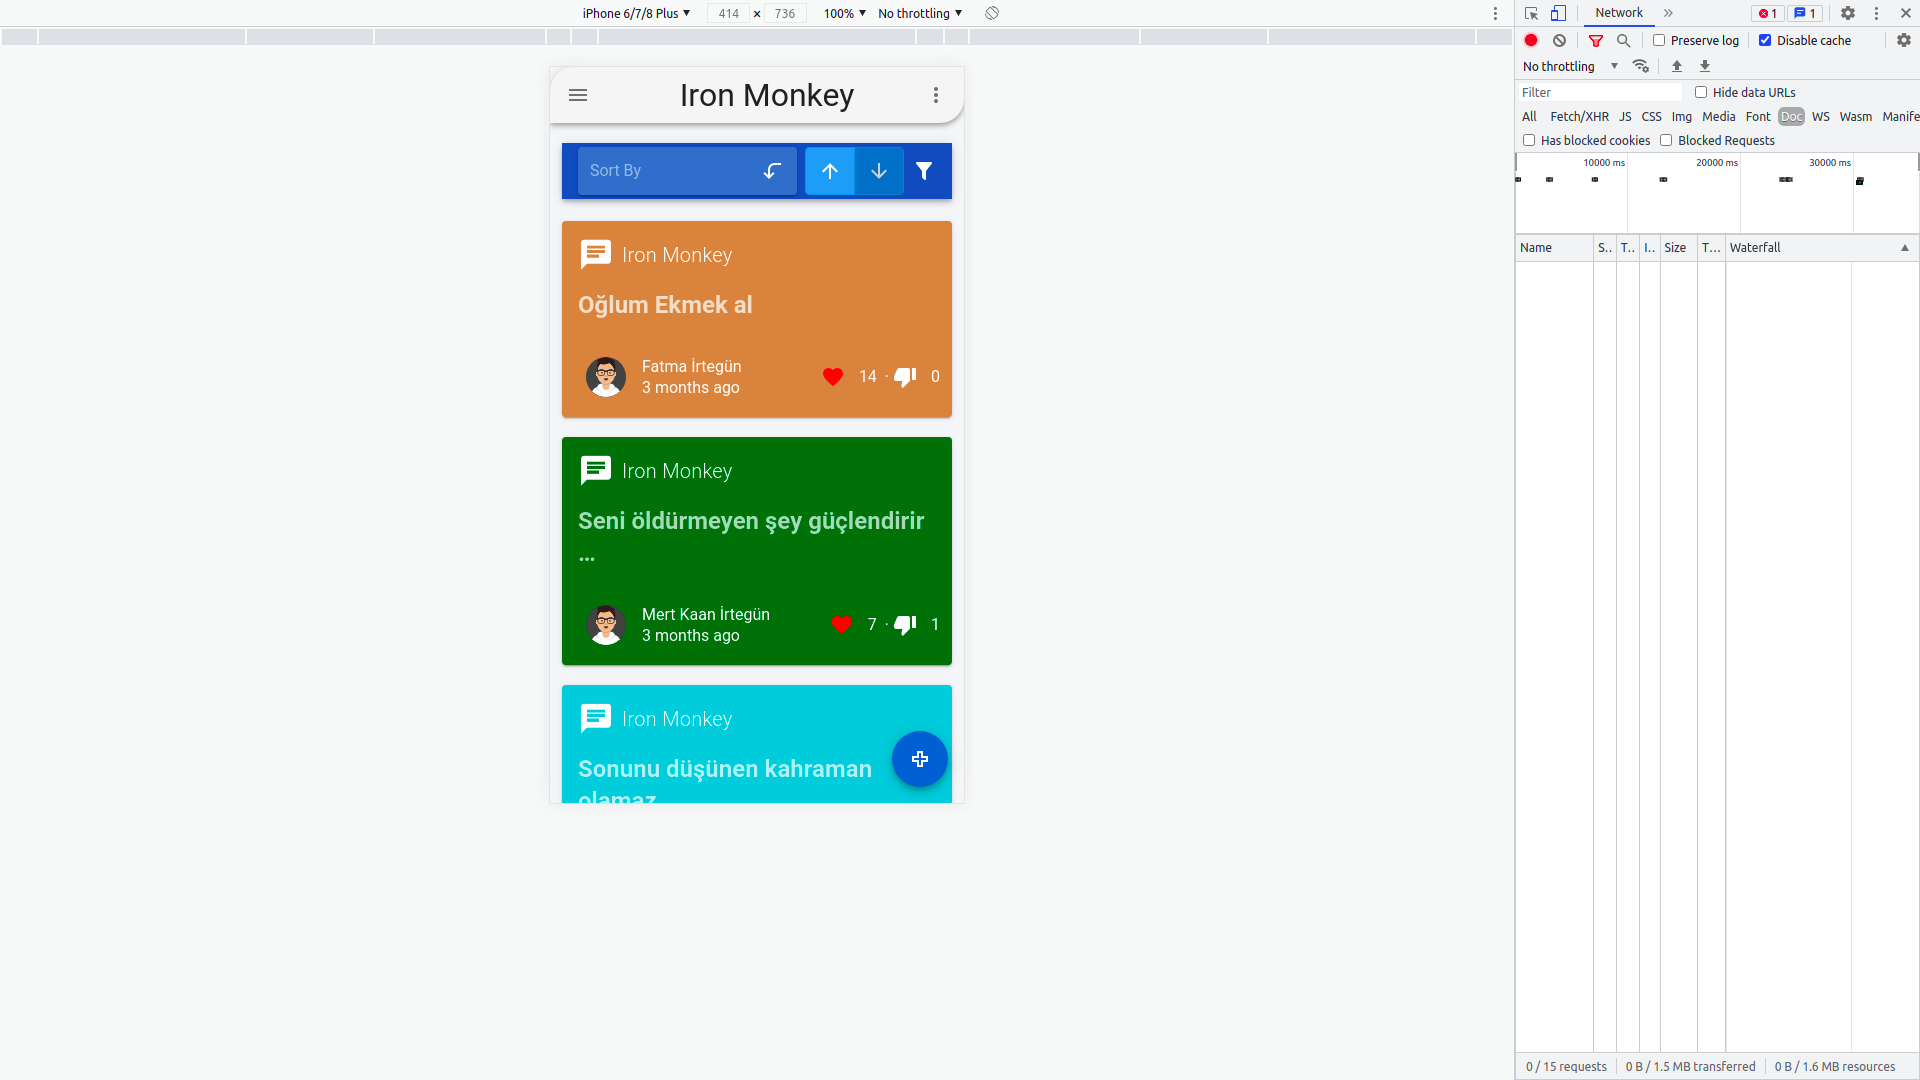 iPhone 6/7/8 Plus ▼ 414 × 736 100% ▼ No throttling ▼
Iron Monkey
Sort By
Iron Monkey
Oğlum Ekmek al
Fatma İrtegün
3 months ago
14 · 0
Iron Monkey
Seni öldürmeyen şey güçlendirir
...
Mert Kaan İrtegün
3 months ago
7 · 1
Iron Monkey
Sonunu düşünen kahraman
olamaz
Network » 1 1
Preserve log Disable cache
No throttling ▼
Filter Hide data URLs
All Fetch/XHR JS CSS Img Media Font Doc WS Wasm Manife
Has blocked cookies Blocked Requests
10000 ms 20000 ms 30000 ms
Name S.. T.. I.. Size T... Waterfall ▲
0 / 15 requests 0 B / 1.5 MB transferred 0 B / 1.6 MB resources